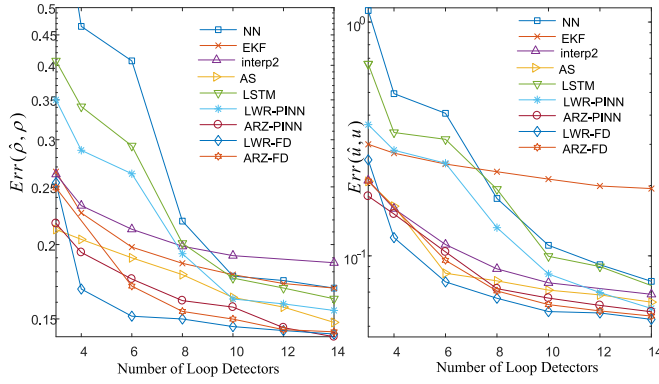 0.5
0.4
0.35
0.3
0.25
0.2
0.15
Err(ρ̂, ρ)
4 6 8 10 12 14
Number of Loop Detectors
NN
EKF
interp2
AS
LSTM
LWR-PINN
ARZ-PINN
LWR-FD
ARZ-FD
10⁰
10⁻¹
Err(û, u)
4 6 8 10 12 14
Number of Loop Detectors
NN
EKF
interp2
AS
LSTM
LWR-PINN
ARZ-PINN
LWR-FD
ARZ-FD